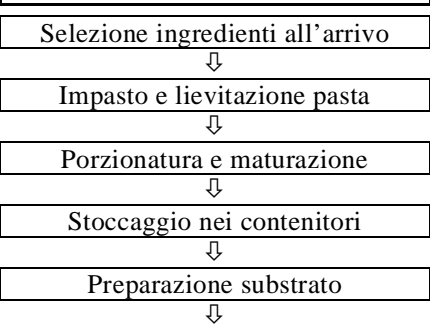 Selezione ingredienti all’arrivo
⇩
Impasto e lievitazione pasta
⇩
Porzionatura e maturazione
⇩
Stoccaggio nei contenitori
⇩
Preparazione substrato
⇩